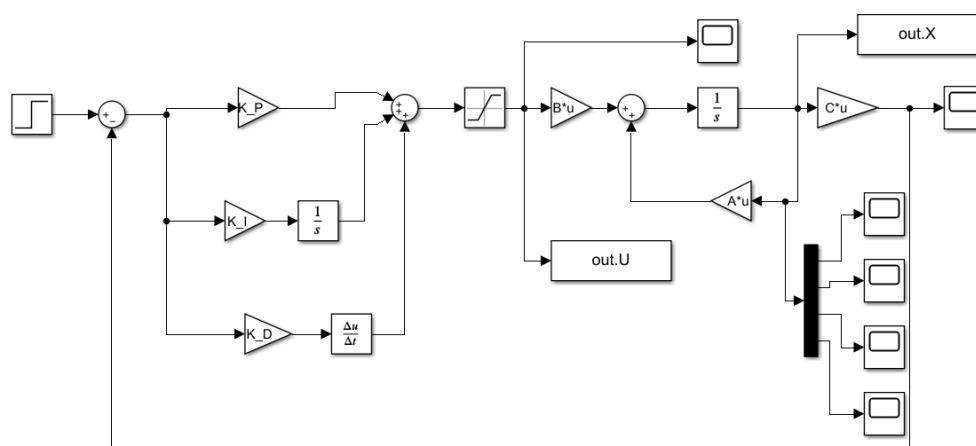 out.X
K_P
B*u
1
s
C*u
A*u
K_I
1
s
out.U
K_D
Δu
Δt